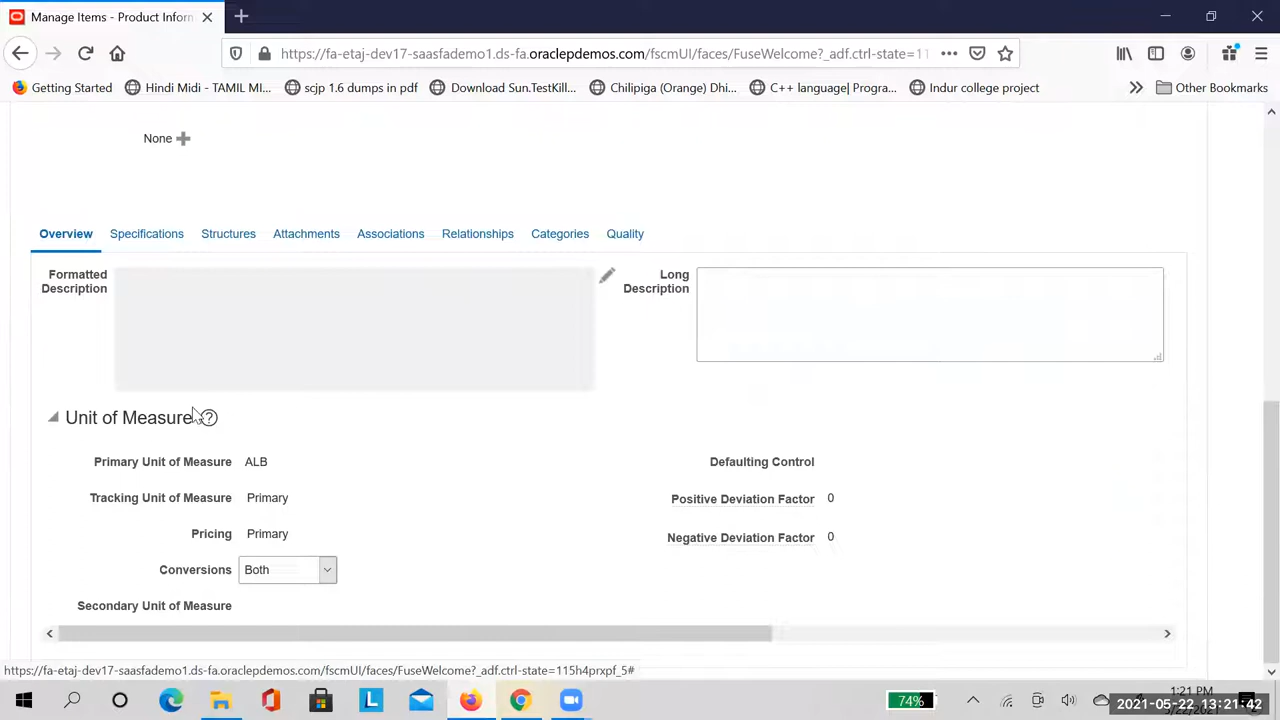 Manage Items - Product Inforn
https://fa-etaj-dev17-saasfademo1.ds-fa.oraclepdemos.com/fscmUI/faces/FuseWelcome?_adf.ctrl-state=11
Getting Started
Hindi Midi - TAMIL MI...
scjp 1.6 dumps in pdf
Download Sun.TestKill...
Chilipiga (Orange) Dhi...
C++ language| Progra...
Indur college project
Other Bookmarks
None
Overview Specifications Structures Attachments Associations Relationships Categories Quality
Formatted Description
Long Description
Unit of Measure ?
Primary Unit of Measure ALB
Defaulting Control
Tracking Unit of Measure Primary
Positive Deviation Factor 0
Pricing Primary
Negative Deviation Factor 0
Conversions Both
Secondary Unit of Measure
https://fa-etaj-dev17-saasfademo1.ds-fa.oraclepdemos.com/fscmUI/faces/FuseWelcome?_adf.ctrl-state=115h4prxpf_5#
74%
1:21 PM
2021-05-22 13:21:42